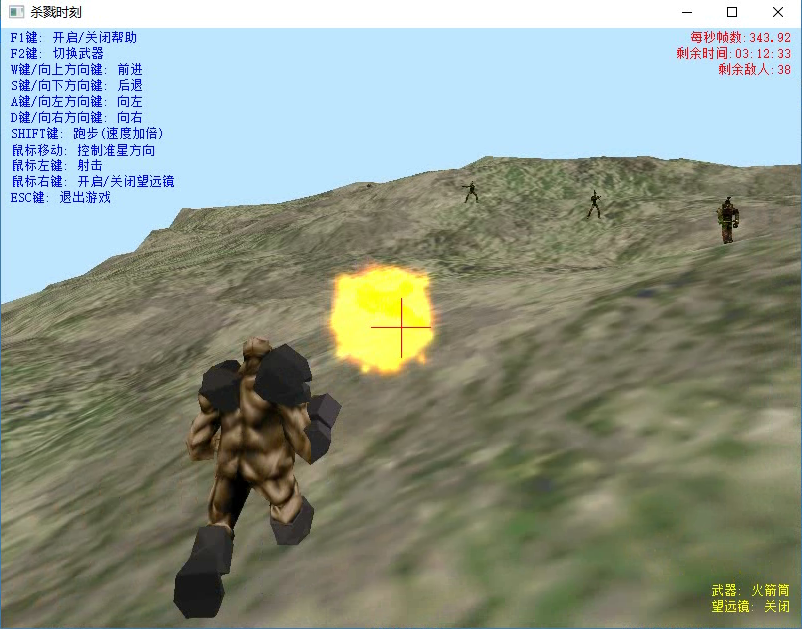 杀戮时刻
F1键: 开启/关闭帮助
F2键: 切换武器
W键/向上方向键: 前进
S键/向下方向键: 后退
A键/向左方向键: 向左
D键/向右方向键: 向右
SHIFT键: 跑步(速度加倍)
鼠标移动: 控制准星方向
鼠标左键: 射击
鼠标右键: 开启/关闭望远镜
ESC键: 退出游戏
每秒帧数:343.92
剩余时间:03:12:33
剩余敌人:38
武器: 火箭筒
望远镜: 关闭